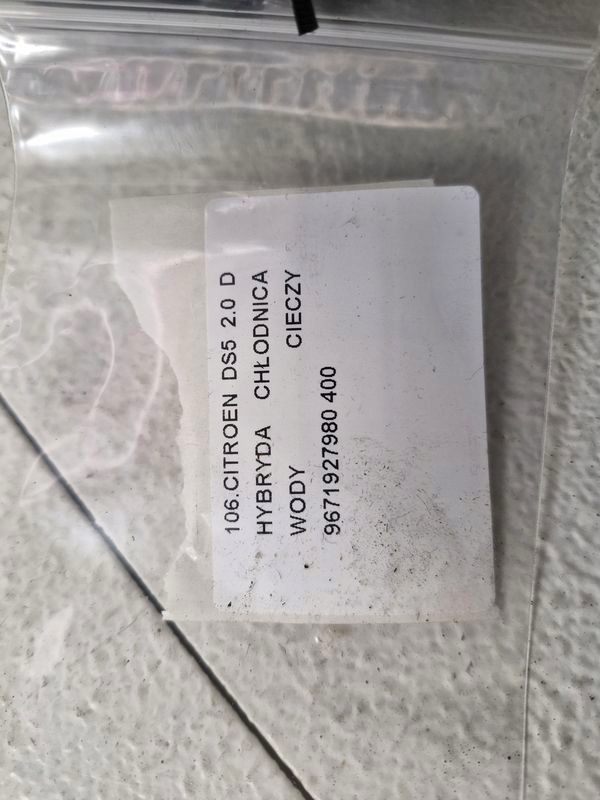 106.CITROEN DS5 2.0 D
HYBRYDA CHŁODNICA
WODY CIECZY
9671927980 400